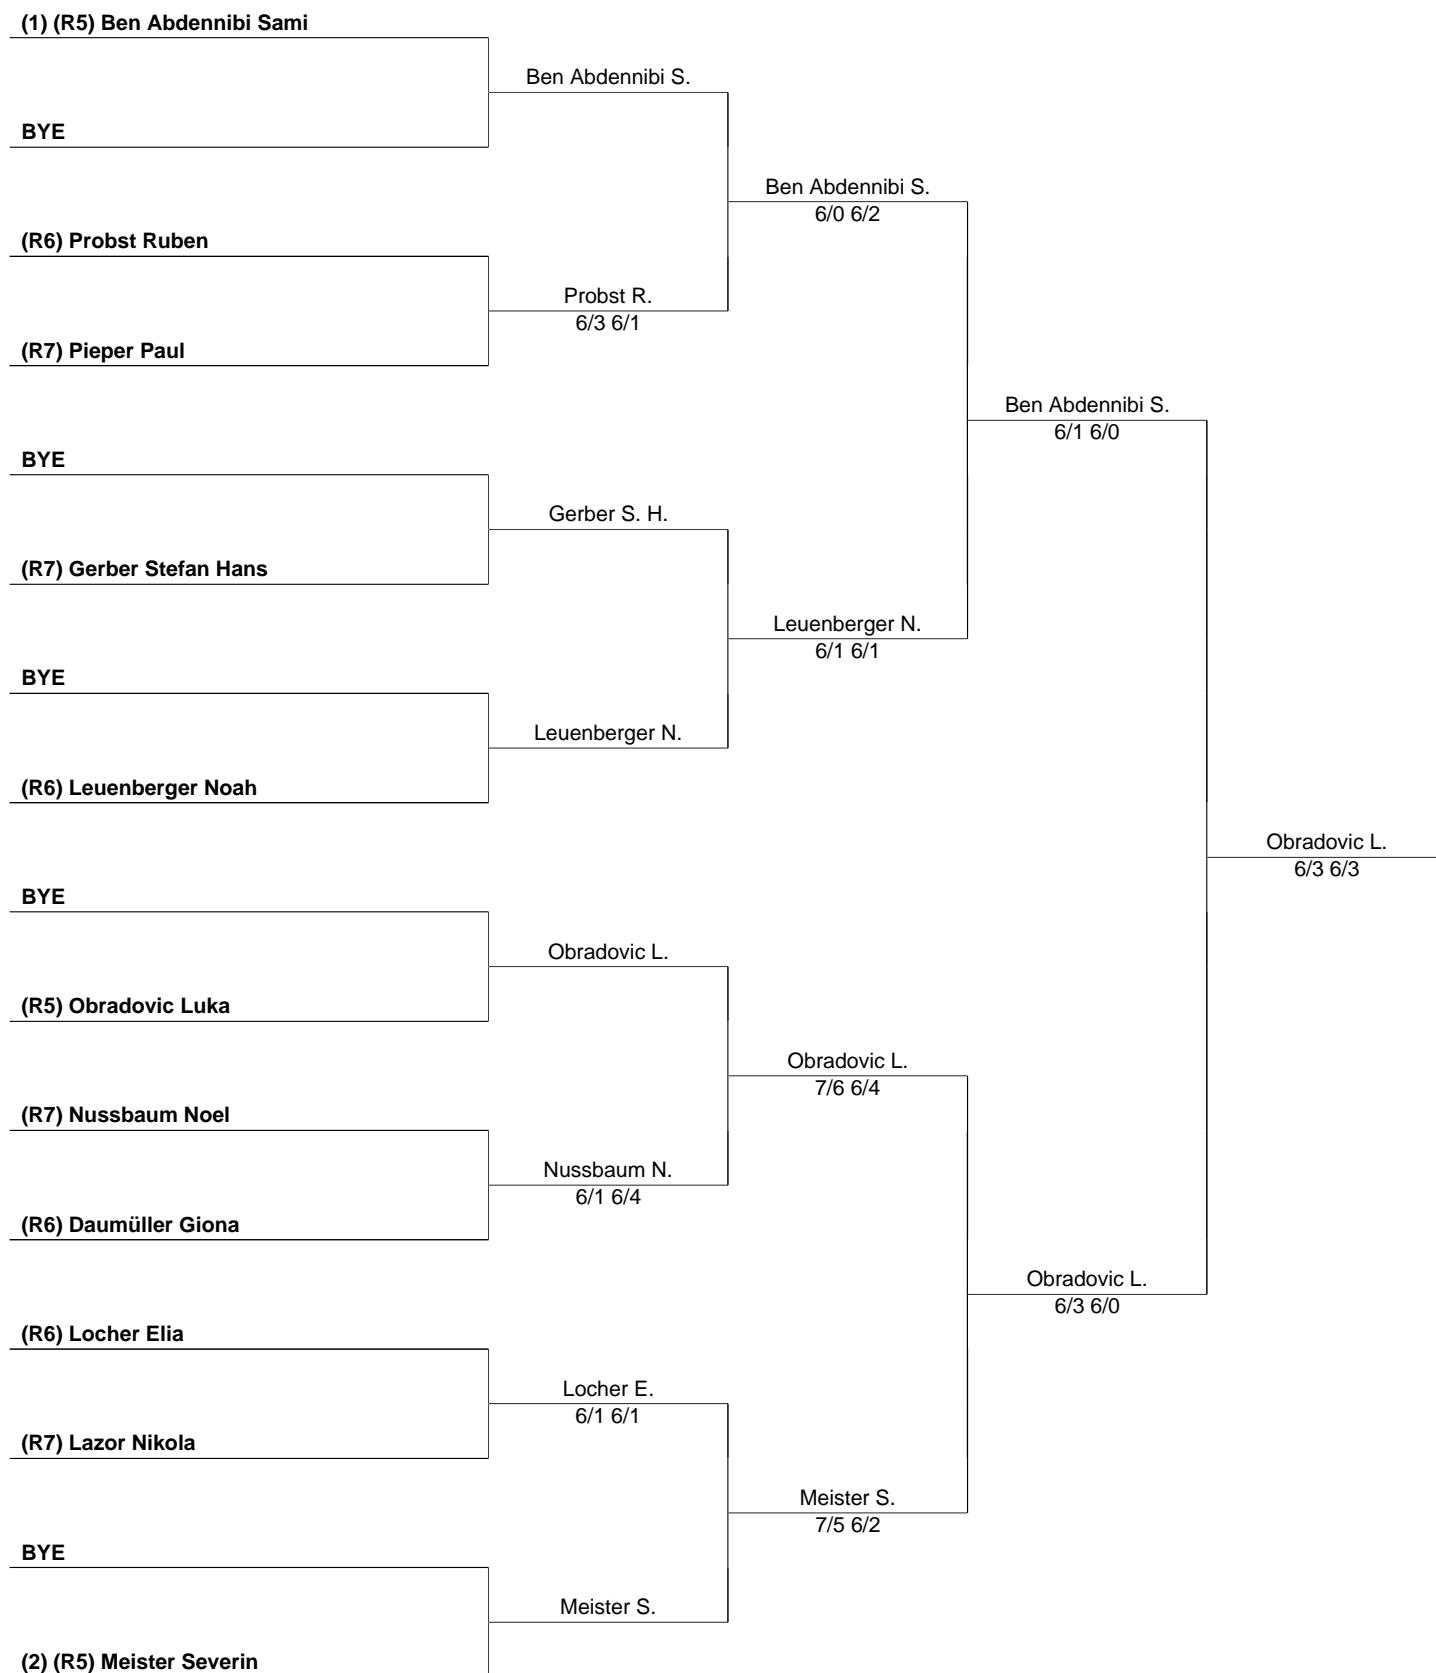 (1) (R5) Ben Abdennibi Sami
Ben Abdennibi S.
BYE
Ben Abdennibi S.
6/0 6/2
(R6) Probst Ruben
Probst R.
6/3 6/1
(R7) Pieper Paul
Ben Abdennibi S.
6/1 6/0
BYE
Gerber S. H.
(R7) Gerber Stefan Hans
Leuenberger N.
6/1 6/1
BYE
Leuenberger N.
(R6) Leuenberger Noah
Obradovic L.
6/3 6/3
BYE
Obradovic L.
(R5) Obradovic Luka
Obradovic L.
7/6 6/4
(R7) Nussbaum Noel
Nussbaum N.
6/1 6/4
(R6) Daumüller Giona
Obradovic L.
6/3 6/0
(R6) Locher Elia
Locher E.
6/1 6/1
(R7) Lazor Nikola
Meister S.
7/5 6/2
BYE
Meister S.
(2) (R5) Meister Severin